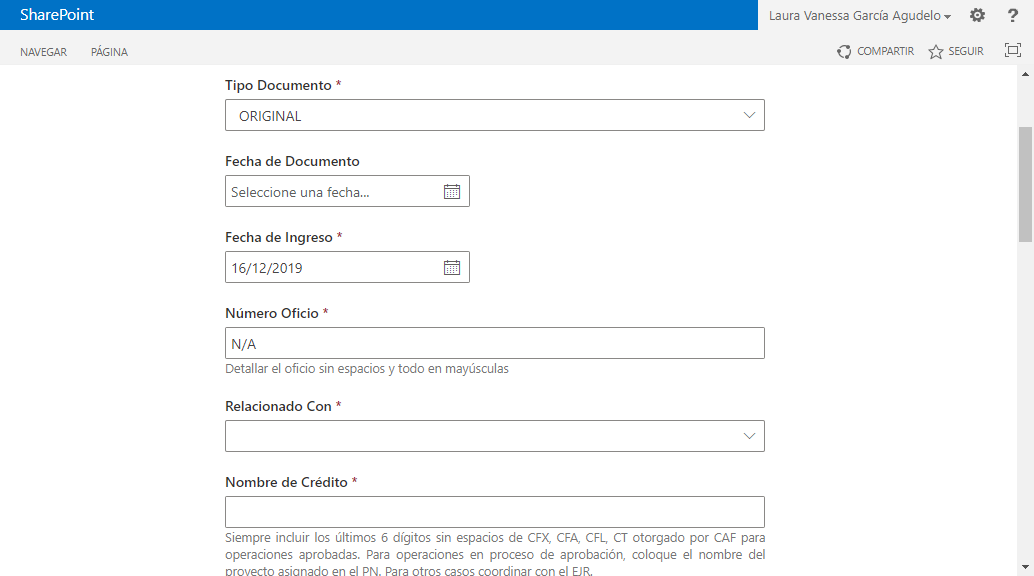 SharePoint
Laura Vanessa García Agudelo
?
NAVEGAR PÁGINA
COMPARTIR SEGUIR
Tipo Documento *
ORIGINAL
Fecha de Documento
Seleccione una fecha...
Fecha de Ingreso *
16/12/2019
Número Oficio *
N/A
Detallar el oficio sin espacios y todo en mayúsculas
Relacionado Con *
Nombre de Crédito *
Siempre incluir los últimos 6 dígitos sin espacios de CFX, CFA, CFL, CT otorgado por CAF para
operaciones aprobadas. Para operaciones en proceso de aprobación, coloque el nombre del
proyecto asignado en el PN. Para otros casos coordinar con el EJR.